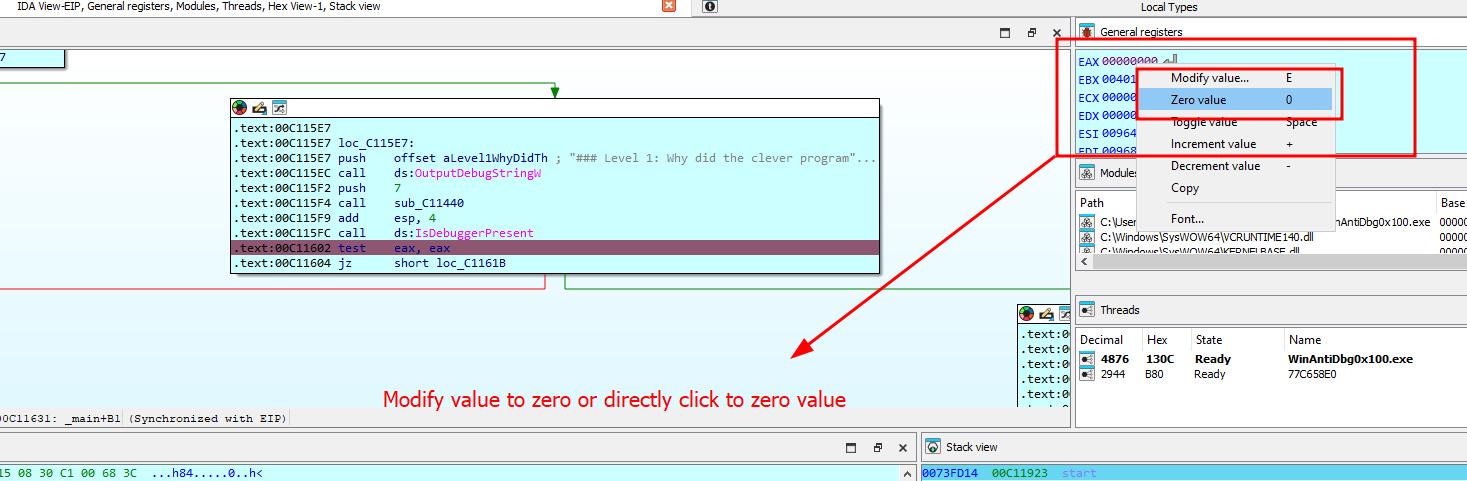 IDA View-EIP, General registers, Modules, Threads, Hex View-1, Stack view
Local Types
General registers
7
EAX 00000000
EBX 00401
ECX 00000
EDX 00000
ESI 00964
EDI 00968
Modify value... E
Zero value 0
Toggle value Space
Increment value +
Decrement value -
Copy
Font...
.text:00C115E7
.text:00C115E7 loc_C115E7:
.text:00C115E7 push offset aLevel1WhyDidTh ; "### Level 1: Why did the clever program"...
.text:00C115EC call ds:OutputDebugStringW
.text:00C115F2 push 7
.text:00C115F4 call sub_C11440
.text:00C115F9 add esp, 4
.text:00C115FC call ds:IsDebuggerPresent
.text:00C11602 test eax, eax
.text:00C11604 jz short loc_C1161B
Modules
Path Base
C:\User inAntiDbg0x100.exe 00000
C:\Windows\SysWOW64\VCRUNTIME140.dll 00000
C:\Windows\SysWOW64\KERNELBASE.dll
Threads
Decimal Hex State Name
4876 130C Ready WinAntiDbg0x100.exe
2944 B80 Ready 77C658E0
.text:0
.text:0
.text:0
.text:0
.text:0
Modify value to zero or directly click to zero value
00C11631: _main+B1 (Synchronized with EIP)
Stack view
15 08 30 C1 00 68 3C ...h84.....0..h<
0073FD14 00C11923 start